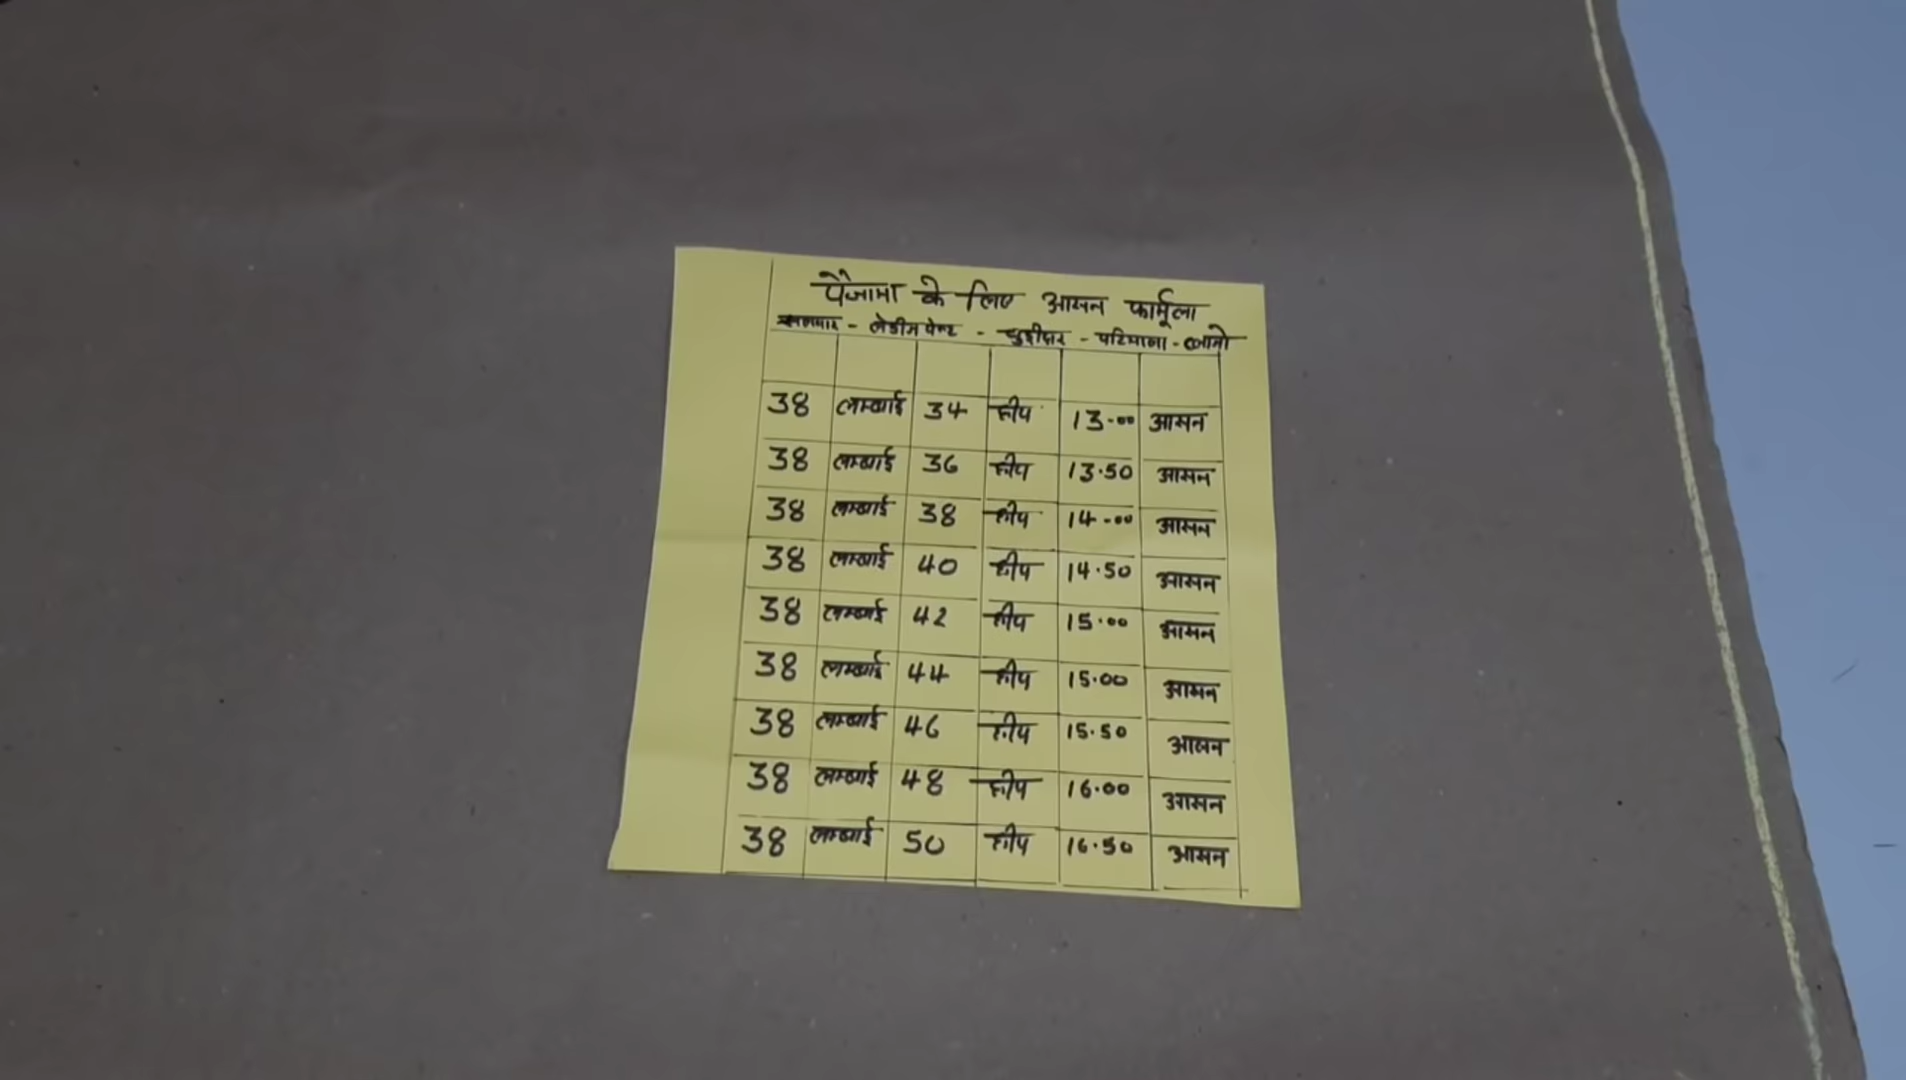 पैजामा के लिए आसन फार्मूला
सलवार - लेडीज पेन्ट - चुड़ीदार - पटियाला -
38 लम्बाई 34 हीप 13-00 आसन
38 लम्बाई 36 हीप 13.50 आसन
38 लम्बाई 38 हीप 14-00 आसन
38 लम्बाई 40 हीप 14.50 आसन
38 लम्बाई 42 हीप 15.00 आसन
38 लम्बाई 44 हीप 15.00 आसन
38 लम्बाई 46 हीप 15.50 आसन
38 लम्बाई 48 हीप 16.00 आसन
38 लम्बाई 50 हीप 16.50 आसन